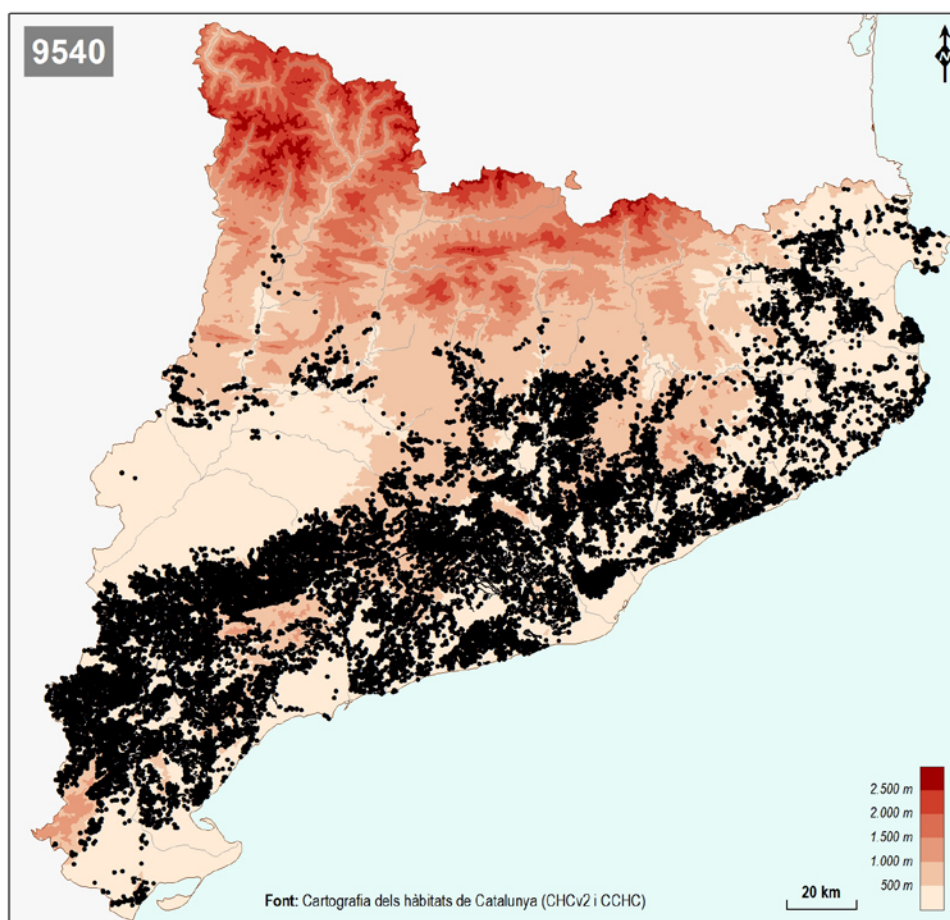 9540
N
2.500 m
2.000 m
1.500 m
1.000 m
500 m
20 km
Font: Cartografia dels hàbitats de Catalunya (CHCv2 i CCHC)